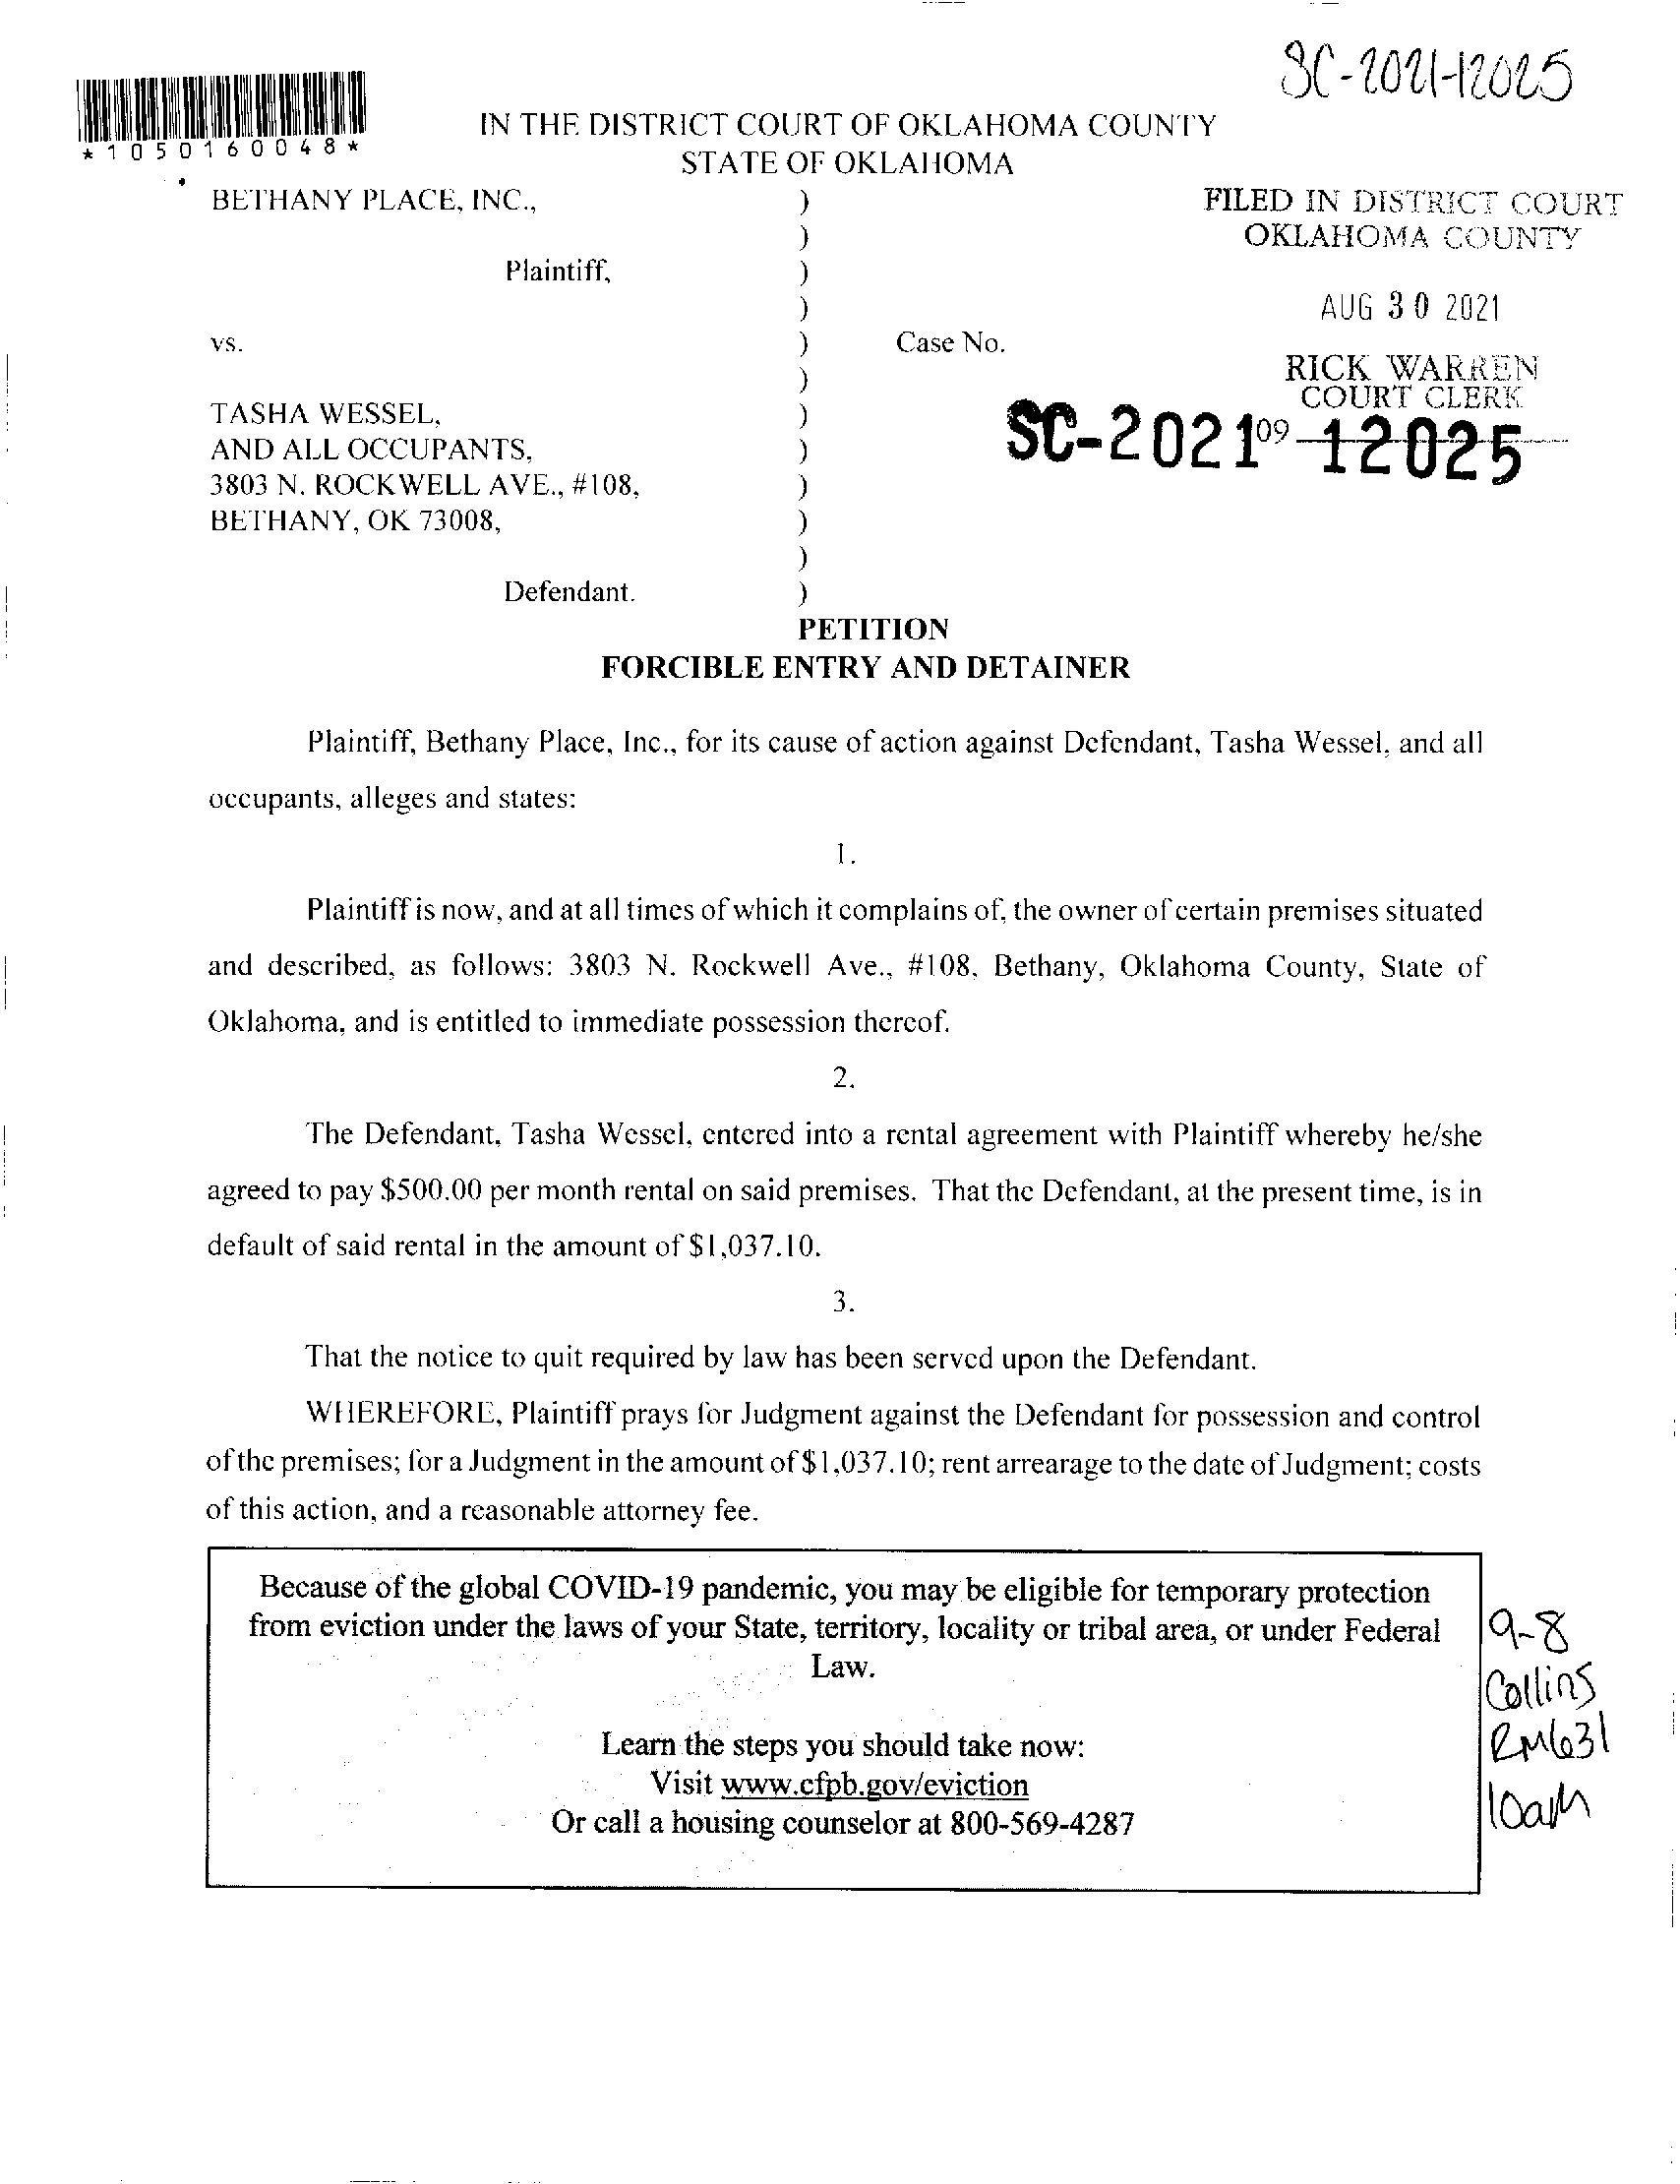 SC-2021-12025
*1050160048*
IN THE DISTRICT COURT OF OKLAHOMA COUNTY
STATE OF OKLAHOMA
BETHANY PLACE, INC., )
FILED IN DISTRICT COURT
OKLAHOMA COUNTY
)
Plaintiff, )
)
AUG 30 2021
vs. ) Case No.
)
RICK WARREN
COURT CLERK
TASHA WESSEL, )
SC-2021 09 -12025
AND ALL OCCUPANTS, )
3803 N. ROCKWELL AVE., #108, )
BETHANY, OK 73008, )
)
Defendant. )
PETITION
FORCIBLE ENTRY AND DETAINER
Plaintiff, Bethany Place, Inc., for its cause of action against Defendant, Tasha Wessel, and all
occupants, alleges and states:
1.
Plaintiff is now, and at all times of which it complains of, the owner of certain premises situated
and described, as follows: 3803 N. Rockwell Ave., #108, Bethany, Oklahoma County, State of
Oklahoma, and is entitled to immediate possession thereof.
2.
The Defendant, Tasha Wessel, entered into a rental agreement with Plaintiff whereby he/she
agreed to pay $500.00 per month rental on said premises. That the Defendant, at the present time, is in
default of said rental in the amount of $1,037.10.
3.
That the notice to quit required by law has been served upon the Defendant.
WHEREFORE, Plaintiff prays for Judgment against the Defendant for possession and control
of the premises; for a Judgment in the amount of $1,037.10; rent arrearage to the date of Judgment; costs
of this action, and a reasonable attorney fee.
Because of the global COVID-19 pandemic, you may be eligible for temporary protection
from eviction under the laws of your State, territory, locality or tribal area, or under Federal
Law.
Learn the steps you should take now:
Visit www.cfpb.gov/eviction
Or call a housing counselor at 800-569-4287
9-8
Collins
RM631
10am